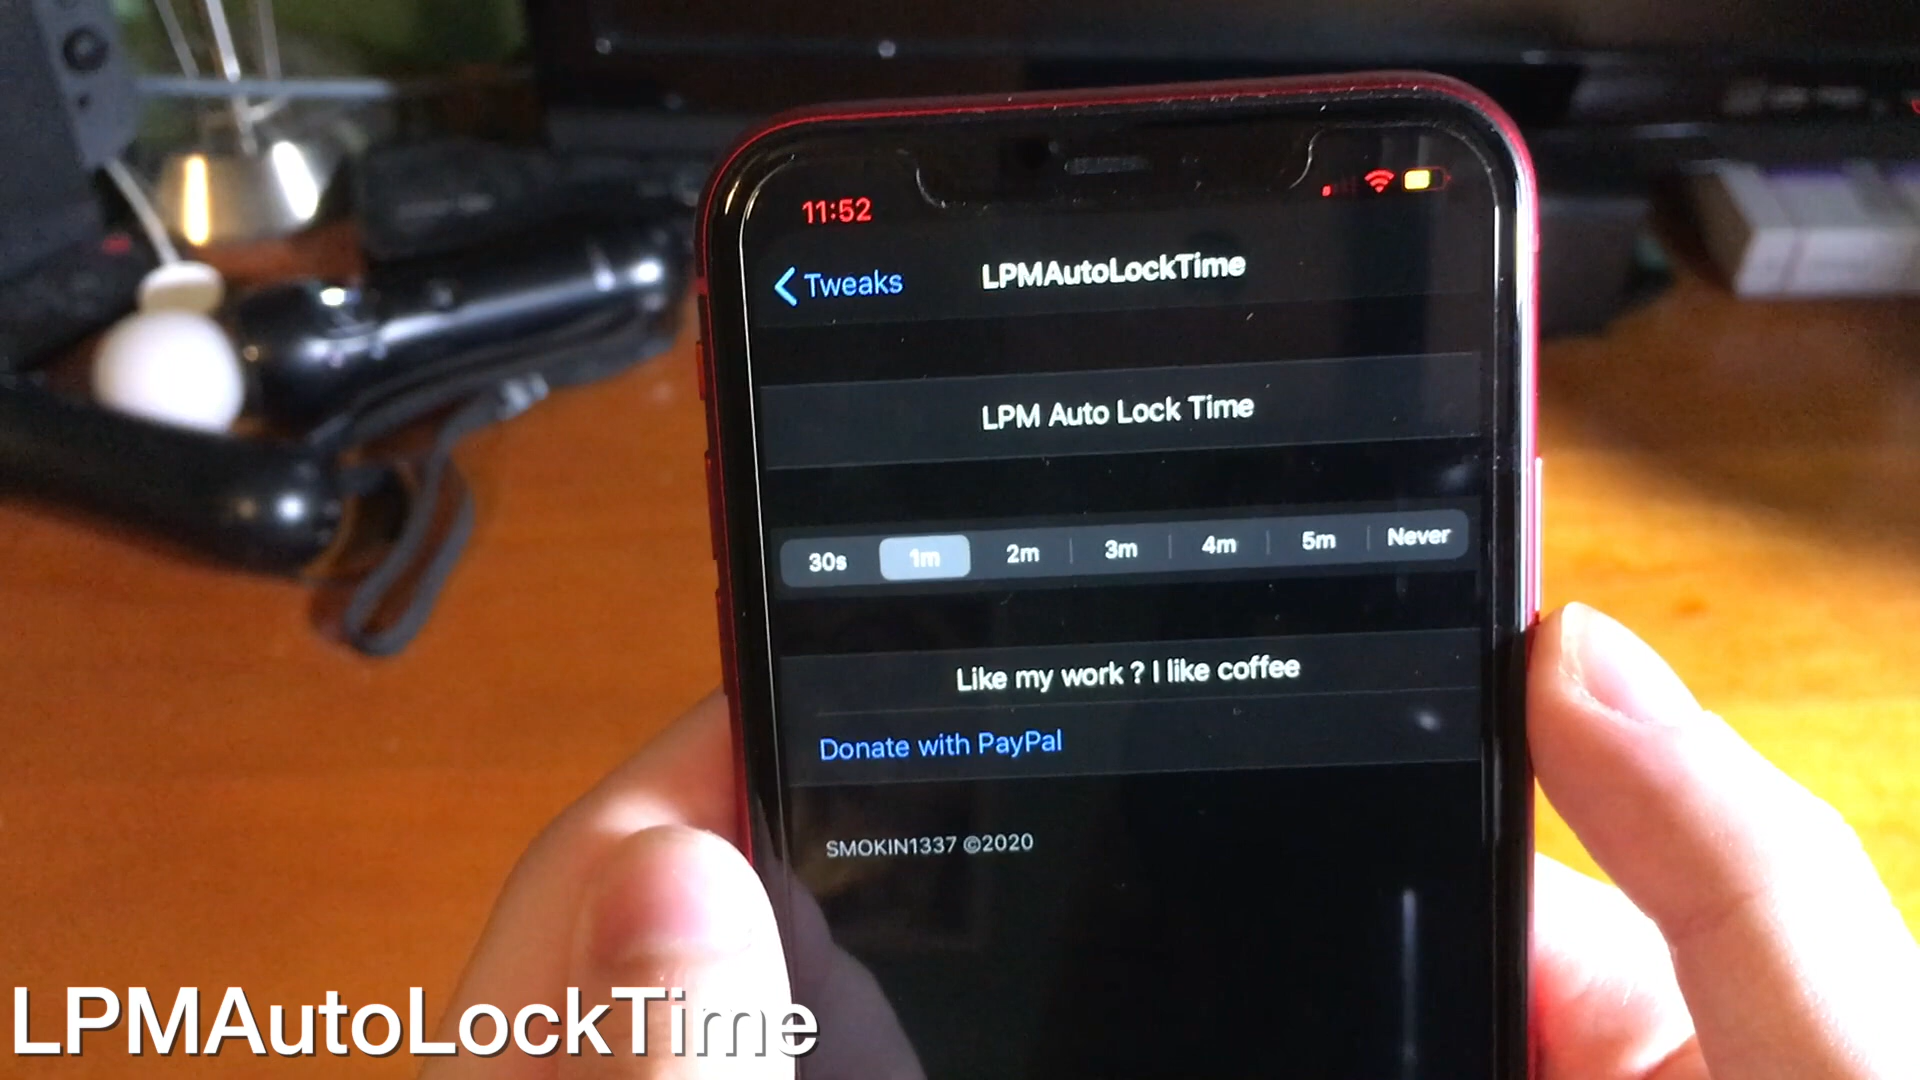 11:52
Tweaks
LPMAutoLockTime
LPM Auto Lock Time
30s 1m 2m 3m 4m 5m Never
Like my work ? I like coffee
Donate with PayPal
SMOKIN1337 ©2020
LPMAutoLockTime